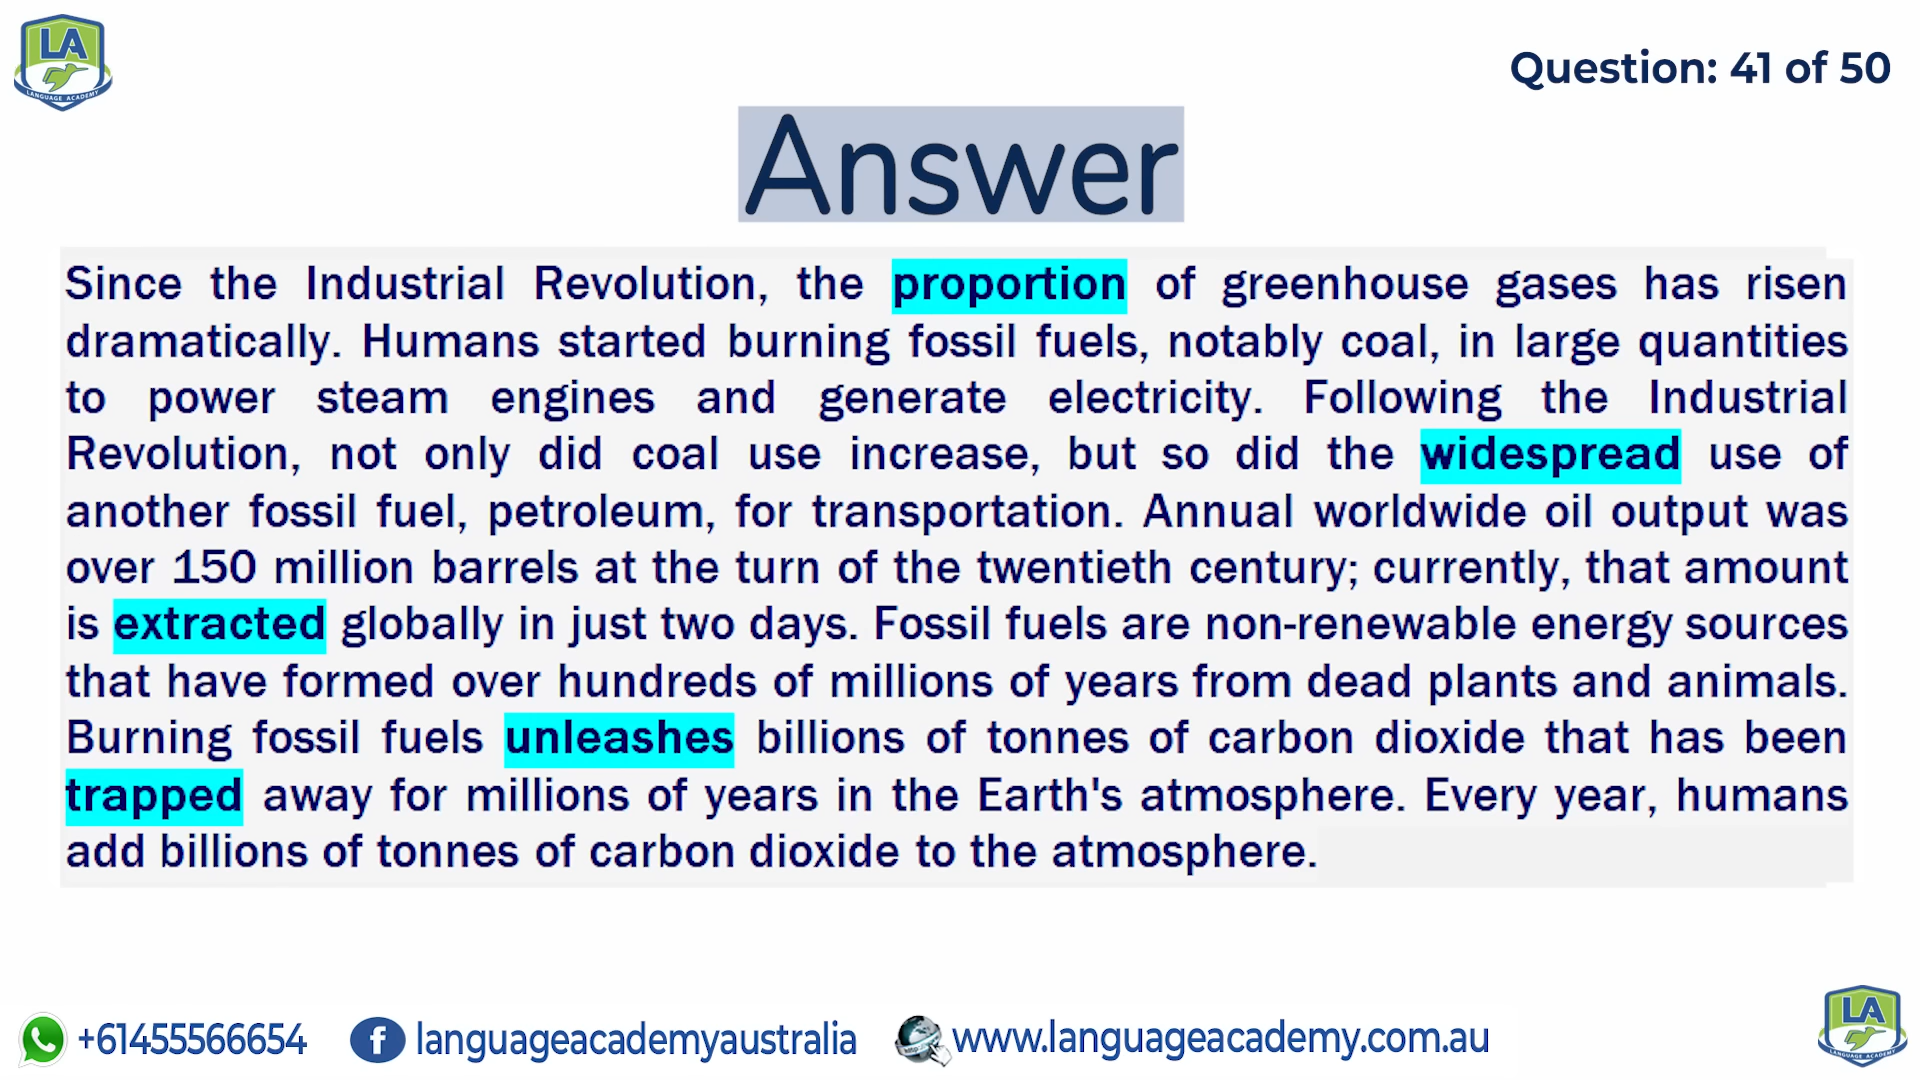 LA
LANGUAGE ACADEMY
Question: 41 of 50
Answer
Since the Industrial Revolution, the proportion of greenhouse gases has risen
dramatically. Humans started burning fossil fuels, notably coal, in large quantities
to power steam engines and generate electricity. Following the Industrial
Revolution, not only did coal use increase, but so did the widespread use of
another fossil fuel, petroleum, for transportation. Annual worldwide oil output was
over 150 million barrels at the turn of the twentieth century; currently, that amount
is extracted globally in just two days. Fossil fuels are non-renewable energy sources
that have formed over hundreds of millions of years from dead plants and animals.
Burning fossil fuels unleashes billions of tonnes of carbon dioxide that has been
trapped away for millions of years in the Earth's atmosphere. Every year, humans
add billions of tonnes of carbon dioxide to the atmosphere.
+61455566654
f languageacademyaustralia
http:// www.languageacademy.com.au
LA
LANGUAGE ACADEMY